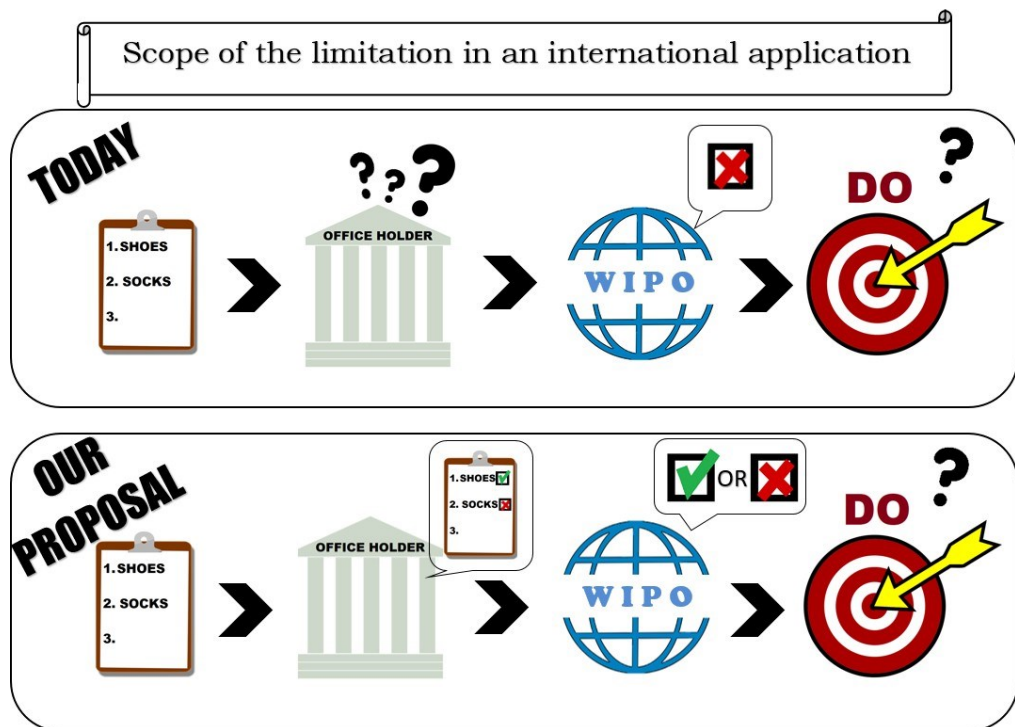 Scope of the limitation in an international application
TODAY
1. SHOES
2. SOCKS
3.
? ? ?
OFFICE HOLDER
WIPO
?
DO
OUR
PROPOSAL
1. SHOES
2. SOCKS
3.
OFFICE HOLDER
1. SHOES
2. SOCKS
3.
OR
WIPO
?
DO